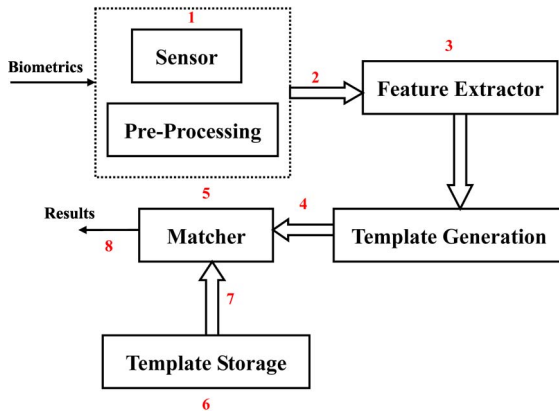 1
Sensor
Biometrics
Pre-Processing
2
3
Feature Extractor
5
4
Results
8
Matcher
Template Generation
7
Template Storage
6